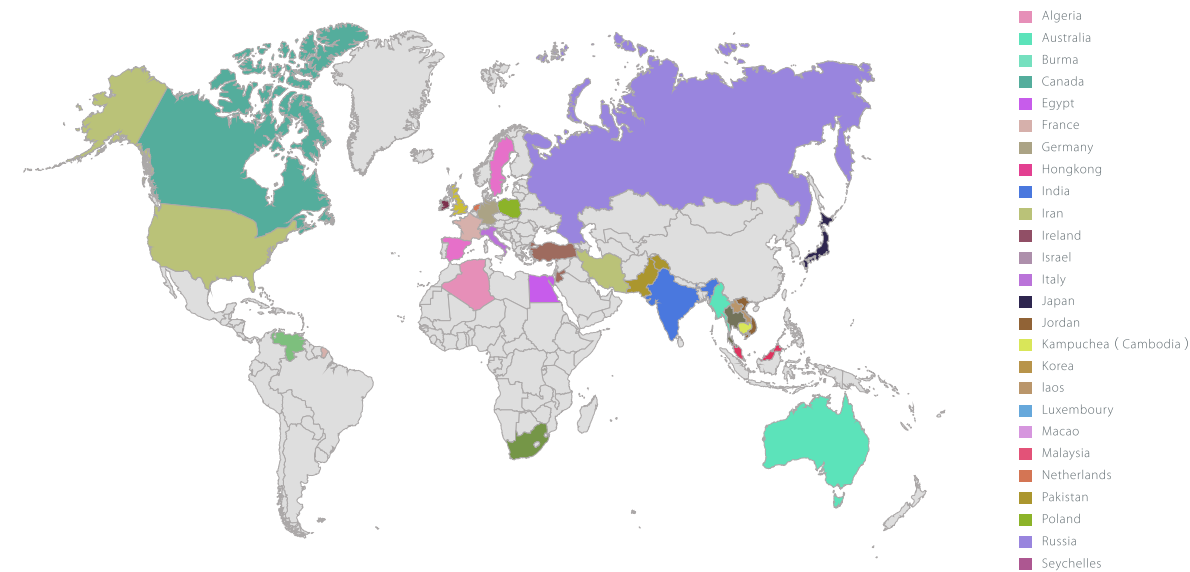 Algeria
Australia
Burma
Canada
Egypt
France
Germany
Hongkong
India
Iran
Ireland
Israel
Italy
Japan
Jordan
Kampuchea ( Cambodia )
Korea
laos
Luxembourg
Macao
Malaysia
Netherlands
Pakistan
Poland
Russia
Seychelles